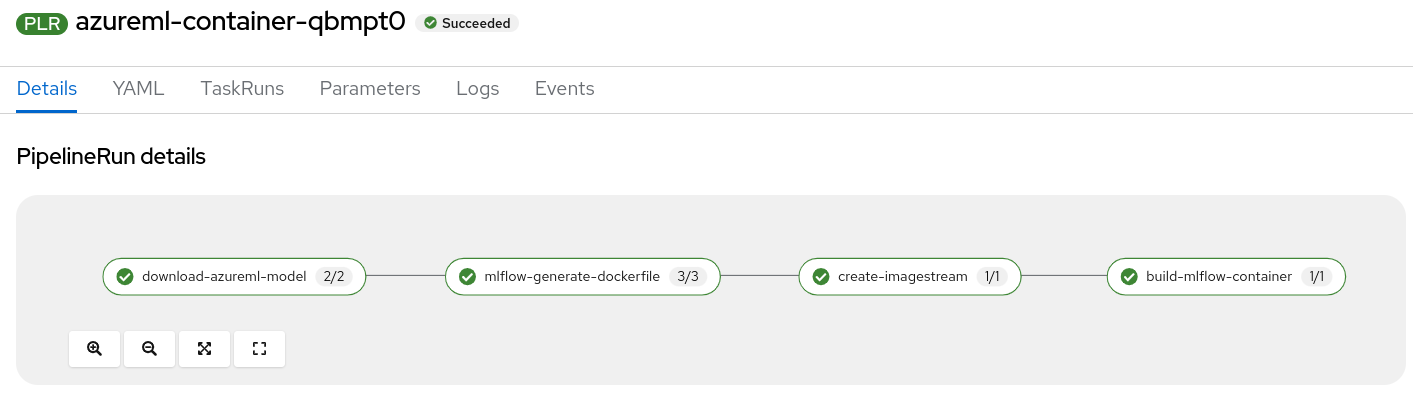 PLR azureml-container-qbmpt0 Succeeded
Details YAML TaskRuns Parameters Logs Events
PipelineRun details
download-azureml-model 2/2 mlflow-generate-dockerfile 3/3 create-imagestream 1/1 build-mlflow-container 1/1